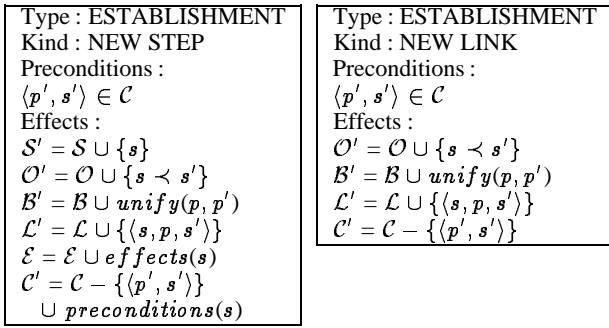 Type : ESTABLISHMENT
Kind : NEW STEP
Preconditions :
⟨p′, s′⟩ ∈ 𝒞
Effects :
𝒮′ = 𝒮 ∪ {s}
𝒪′ = 𝒪 ∪ {s ≺ s′}
ℬ′ = ℬ ∪ unify(p, p′)
ℒ′ = ℒ ∪ {⟨s, p, s′⟩}
ℰ = ℰ ∪ effects(s)
𝒞′ = 𝒞 − {⟨p′, s′⟩}
∪ preconditions(s)
Type : ESTABLISHMENT
Kind : NEW LINK
Preconditions :
⟨p′, s′⟩ ∈ 𝒞
Effects :
𝒪′ = 𝒪 ∪ {s ≺ s′}
ℬ′ = ℬ ∪ unify(p, p′)
ℒ′ = ℒ ∪ {⟨s, p, s′⟩}
𝒞′ = 𝒞 − {⟨p′, s′⟩}